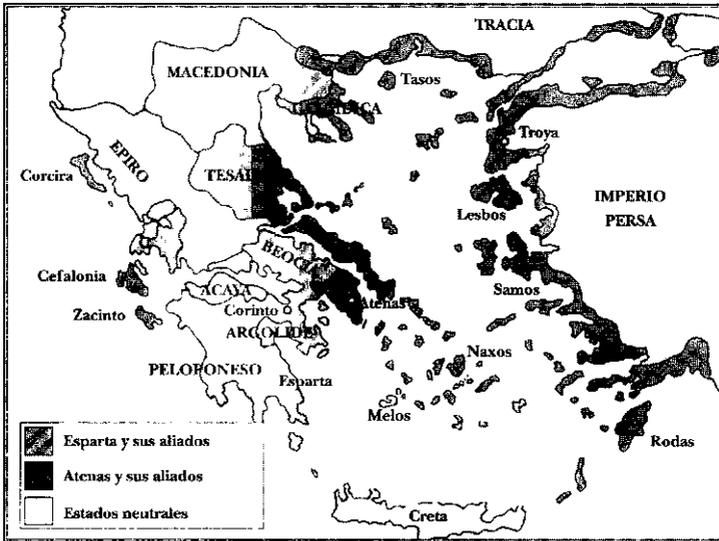 TRACIA
MACEDONIA
Tasos
Troya
EPIRO
Corcira
IMPERIO
PERSA
Lesbos
Cefalonia
ACAYA
Samos
Corinto
Atenas
Zacinto
Naxos
PELOPONESO
Esparta
Melos
Esparta y sus aliados
Rodas
Atenas y sus aliados
Estados neutrales
Creta